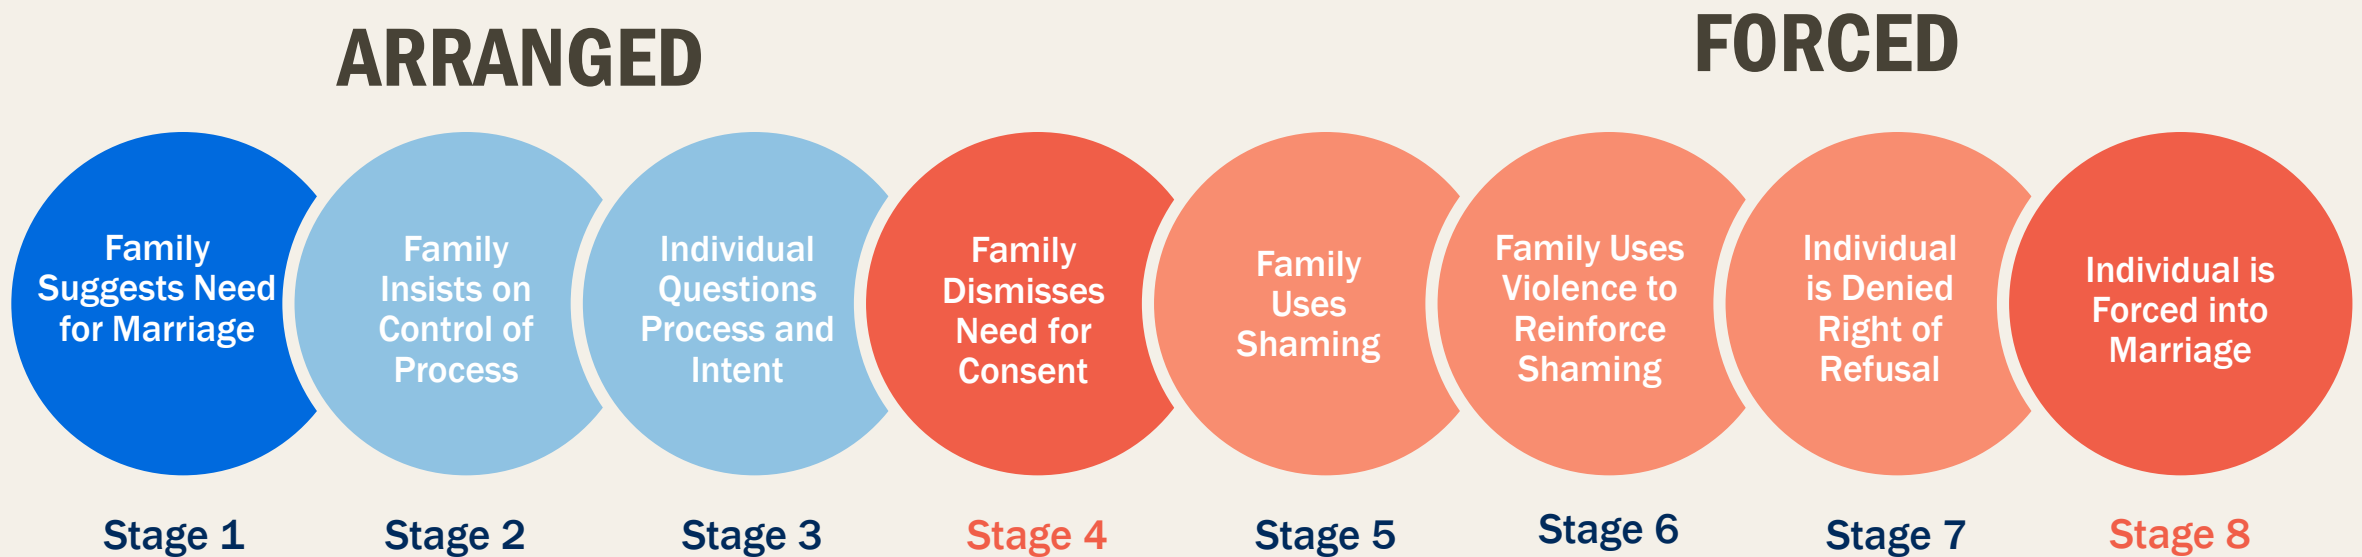 ARRANGED
FORCED
Family
Suggests Need
for Marriage
Family
Insists on
Control of
Process
Individual
Questions
Process and
Intent
Family
Dismisses
Need for
Consent
Family
Uses
Shaming
Family Uses
Violence to
Reinforce
Shaming
Individual
is Denied
Right of
Refusal
Individual is
Forced into
Marriage
Stage 1
Stage 2
Stage 3
Stage 4
Stage 5
Stage 6
Stage 7
Stage 8